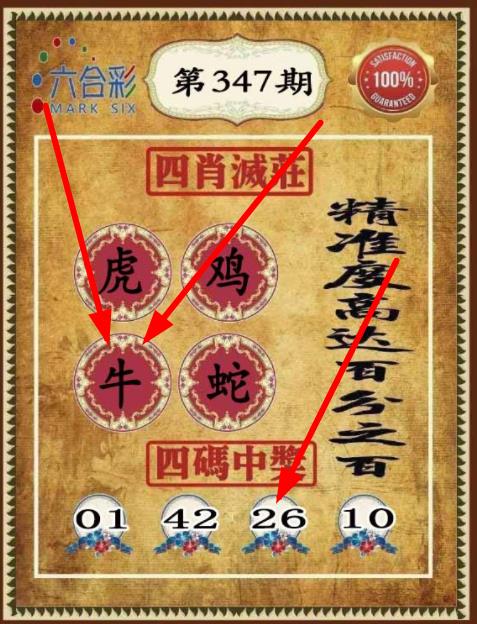 六合彩
MARK SIX
第347期
SATISFACTION
100%
GUARANTEED
四肖滅莊
虎
鸡
牛
蛇
精准度高达百分之百
四碼中獎
01 42 26 10